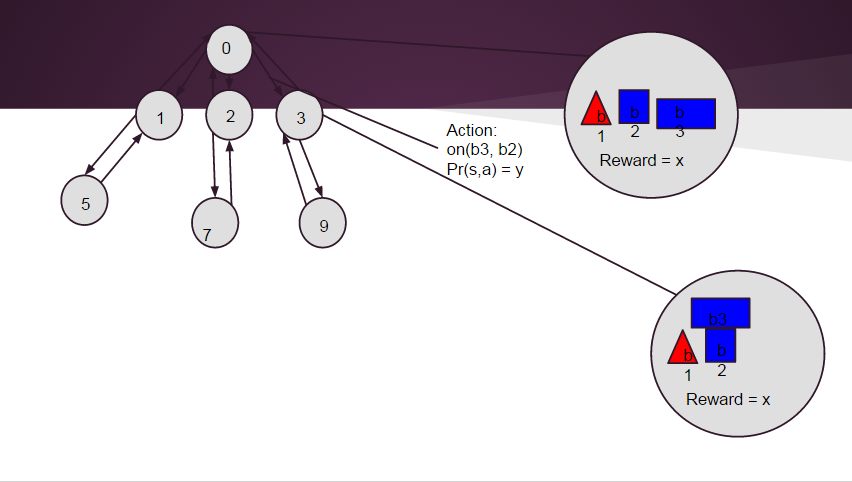 0
1
2
3
5
7
9
Action:
on(b3, b2)
Pr(s,a) = y
b
1
b
2
b
3
Reward = x
b3
b
1
b
2
Reward = x